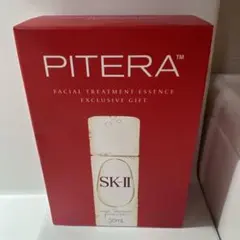 PITERA™
FACIAL TREATMENT ESSENCE
EXCLUSIVE GIFT
SK-II